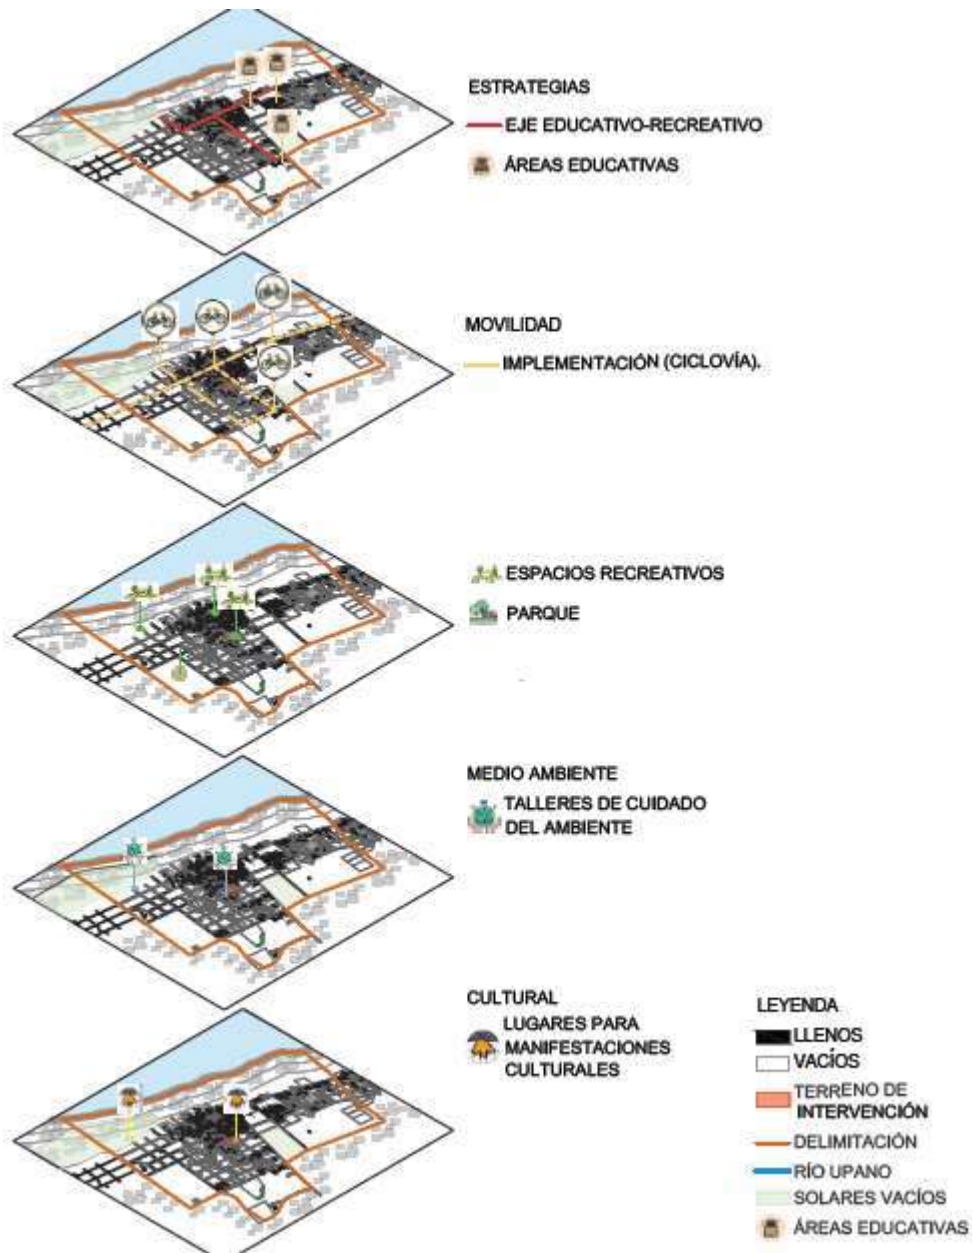 ESTRATEGIAS
EJE EDUCATIVO-RECREATIVO
ÁREAS EDUCATIVAS
MOVILIDAD
IMPLEMENTACIÓN (CICLOVÍA).
ESPACIOS RECREATIVOS
PARQUE
MEDIO AMBIENTE
TALLERES DE CUIDADO
DEL AMBIENTE
CULTURAL
LUGARES PARA
MANIFESTACIONES
CULTURALES
LEYENDA
LLENOS
VACÍOS
TERRENO DE
INTERVENCIÓN
DELIMITACIÓN
RÍO UPANO
SOLARES VACÍOS
ÁREAS EDUCATIVAS